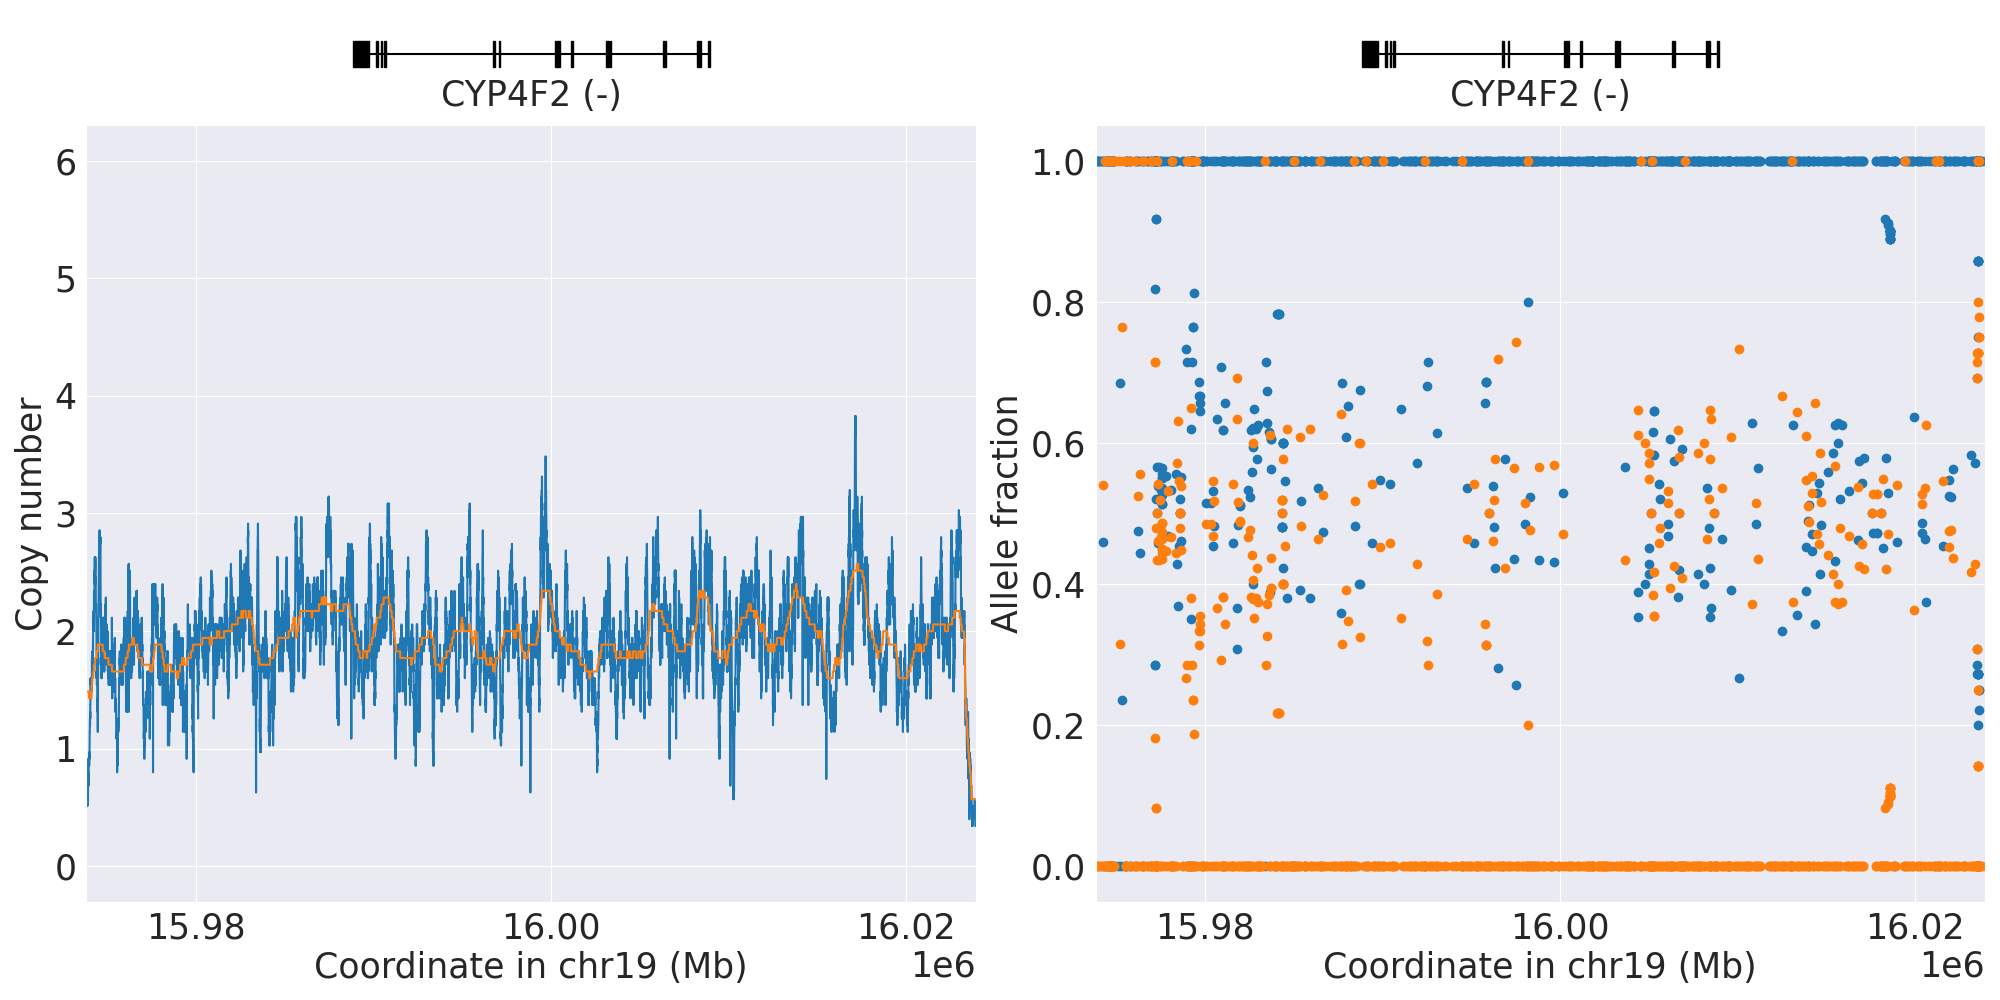 CYP4F2 (-)
Copy number
6
5
4
3
2
1
0
15.98 16.00 16.02
Coordinate in chr19 (Mb) 1e6
CYP4F2 (-)
Allele fraction
1.0
0.8
0.6
0.4
0.2
0.0
15.98 16.00 16.02
Coordinate in chr19 (Mb) 1e6